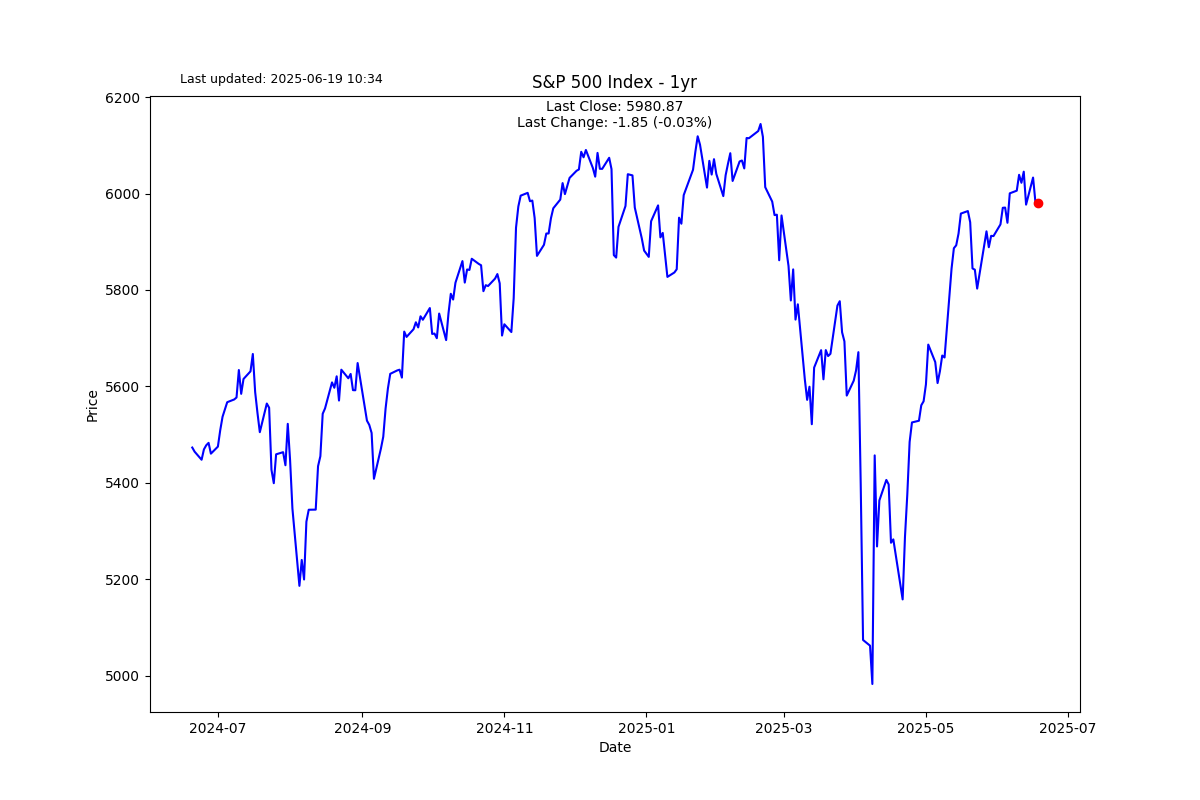 Last updated: 2025-06-19 10:34
S&P 500 Index - 1yr
Last Close: 5980.87
Last Change: -1.85 (-0.03%)
6200
6000
5800
5600
5400
5200
5000
Price
2024-07
2024-09
2024-11
2025-01
2025-03
2025-05
2025-07
Date